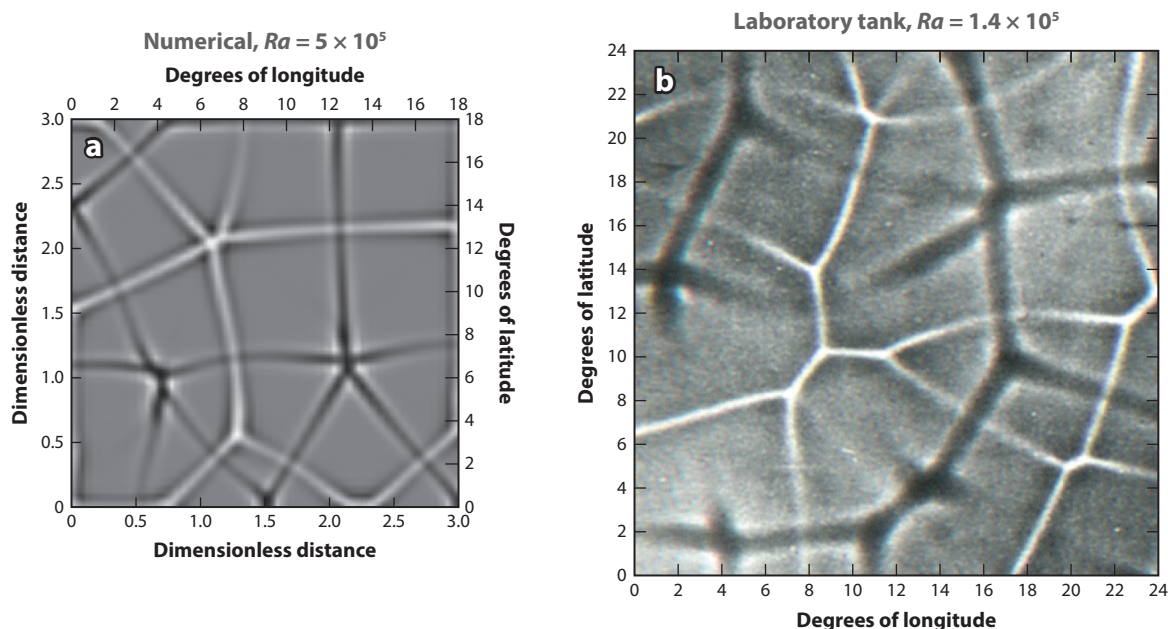 Numerical, Ra = 5 × 10⁵
Degrees of longitude
0 2 4 6 8 10 12 14 16 18
a
3.0
2.5
2.0
1.5
1.0
0.5
0
Dimensionless distance
18
16
14
12
10
8
6
4
2
0
Degrees of latitude
0 0.5 1.0 1.5 2.0 2.5 3.0
Dimensionless distance
Laboratory tank, Ra = 1.4 × 10⁵
b
24
22
20
18
16
14
12
10
8
6
4
2
0
Degrees of latitude
0 2 4 6 8 10 12 14 16 18 20 22 24
Degrees of longitude